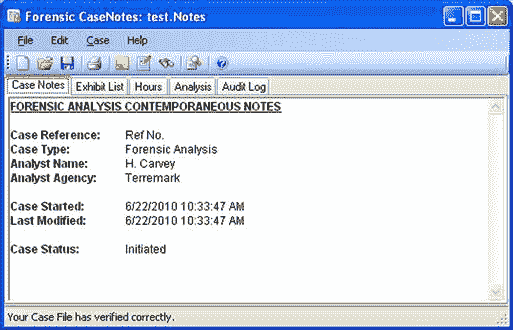 Forensic CaseNotes: test.Notes
File Edit Case Help
Case Notes Exhibit List Hours Analysis Audit Log
FORENSIC ANALYSIS CONTEMPORANEOUS NOTES
Case Reference: Ref No.
Case Type: Forensic Analysis
Analyst Name: H. Carvey
Analyst Agency: Terremark
Case Started: 6/22/2010 10:33:47 AM
Last Modified: 6/22/2010 10:33:47 AM
Case Status: Initiated
Your Case File has verified correctly.